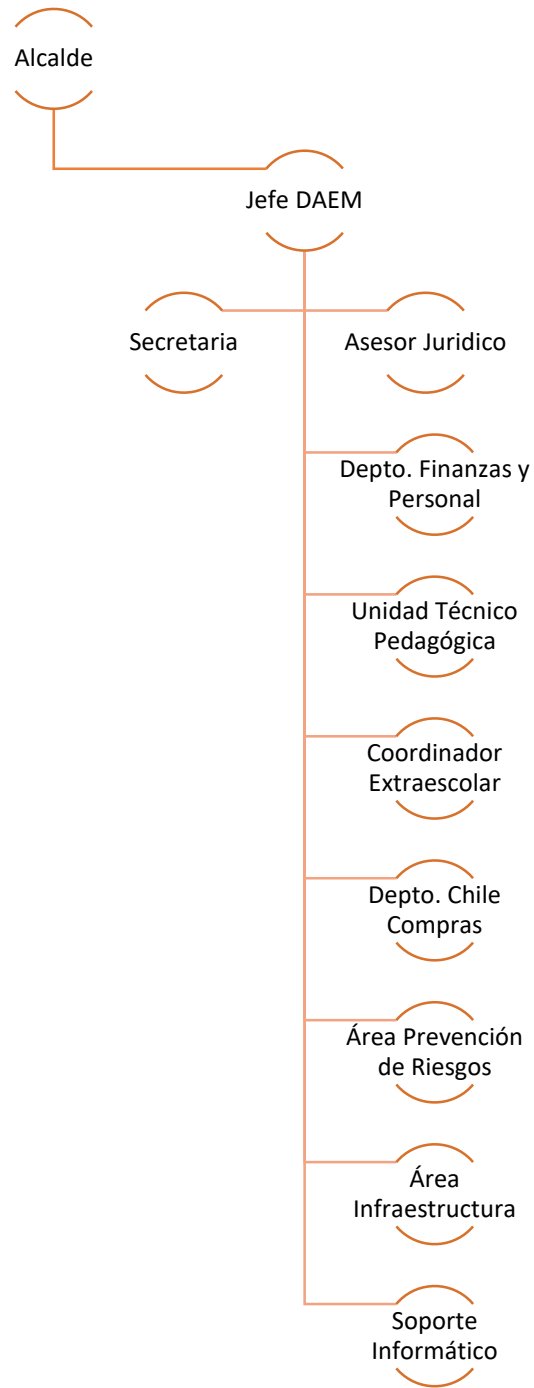 Alcalde
Jefe DAEM
Secretaria
Asesor Juridico
Depto. Finanzas y
Personal
Unidad Técnico
Pedagógica
Coordinador
Extraescolar
Depto. Chile
Compras
Área Prevención
de Riesgos
Área
Infraestructura
Soporte
Informático